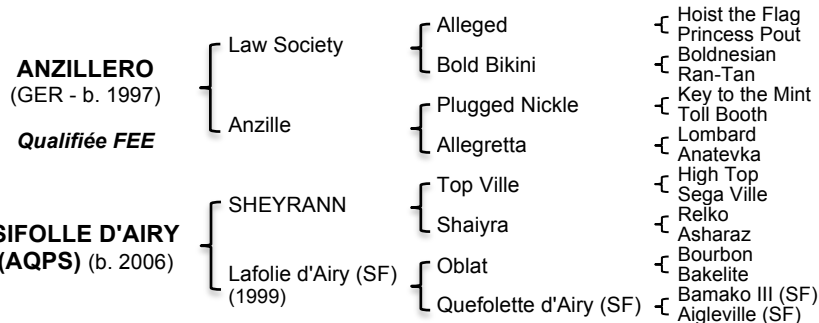 ANZILLERO
(GER - b. 1997)
Qualifiée FEE
SIFOLLE D'AIRY
(AQPS) (b. 2006)
Law Society
Anzille
SHEYRANN
Lafolie d'Airy (SF)
(1999)
Alleged
Bold Bikini
Plugged Nickle
Allegretta
Top Ville
Shaiyra
Oblat
Quefolette d'Airy (SF)
Hoist the Flag
Princess Pout
Boldnesian
Ran-Tan
Key to the Mint
Toll Booth
Lombard
Anatevka
High Top
Sega Ville
Relko
Asharaz
Bourbon
Bakelite
Bamako III (SF)
Aigleville (SF)